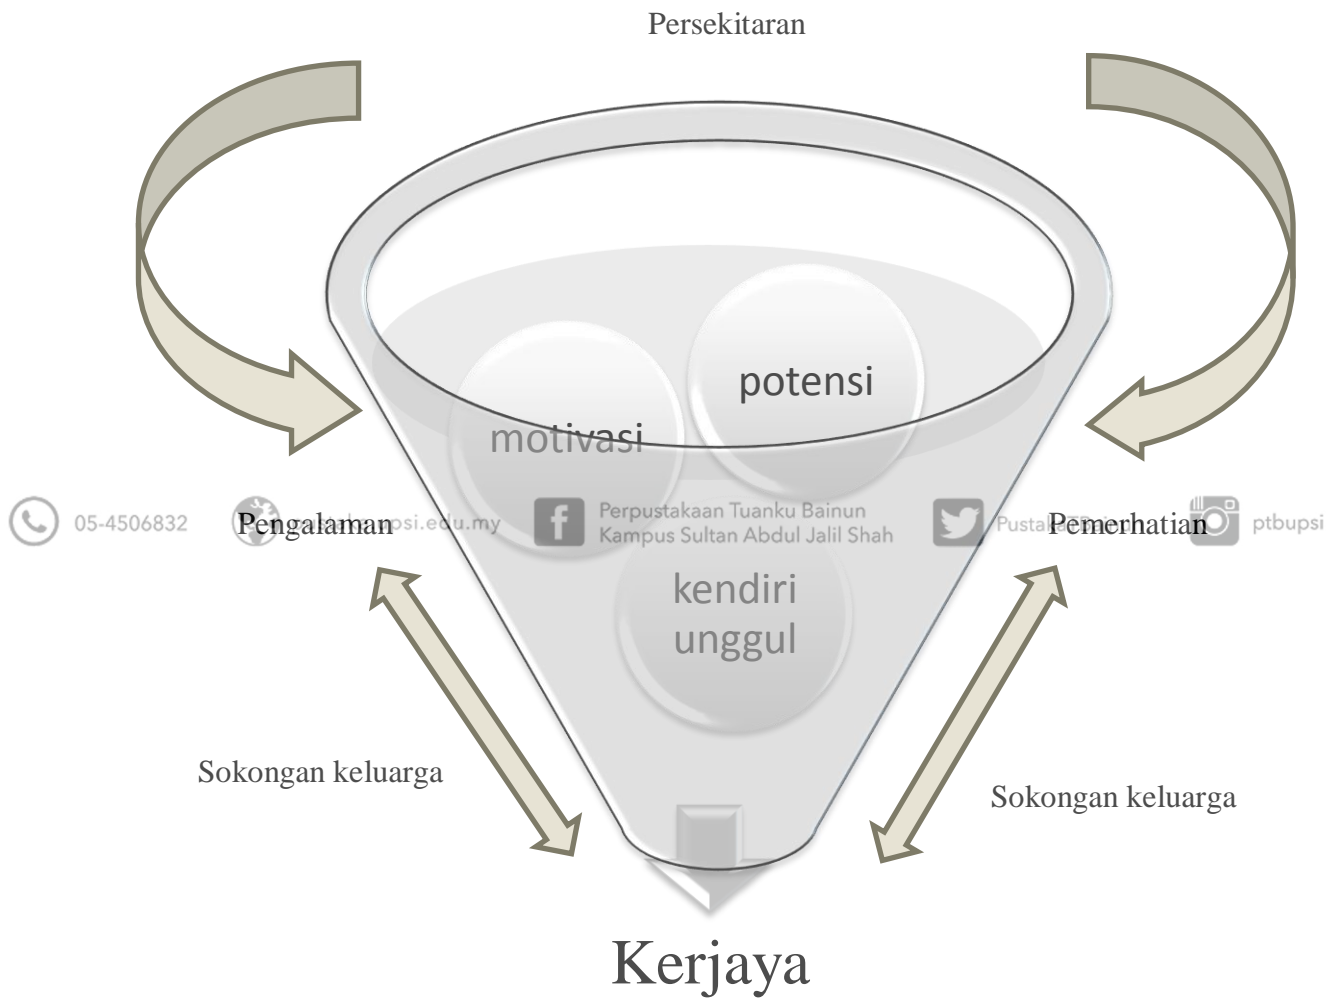 Persekitaran
potensi
motivasi
05-4506832
Pengalaman
Perpustakaan Tuanku Bainun
Kampus Sultan Abdul Jalil Shah
Pemerhatian
ptbupsi
kendiri
unggul
Sokongan keluarga
Sokongan keluarga
Kerjaya